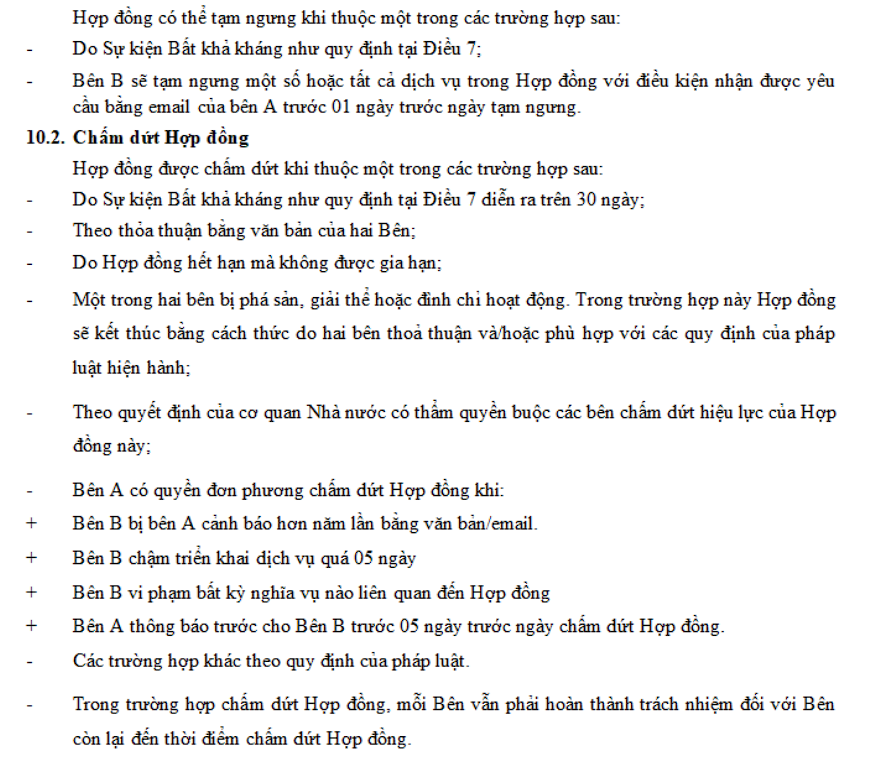 Hợp đồng có thể tạm ngưng khi thuộc một trong các trường hợp sau:
- Do Sự kiện Bất khả kháng như quy định tại Điều 7;
- Bên B sẽ tạm ngưng một số hoặc tất cả dịch vụ trong Hợp đồng với điều kiện nhận được yêu
cầu bằng email của bên A trước 01 ngày trước ngày tạm ngưng.
10.2. Chấm dứt Hợp đồng
Hợp đồng được chấm dứt khi thuộc một trong các trường hợp sau:
- Do Sự kiện Bất khả kháng như quy định tại Điều 7 diễn ra trên 30 ngày;
- Theo thỏa thuận bằng văn bản của hai Bên;
- Do Hợp đồng hết hạn mà không được gia hạn;
- Một trong hai bên bị phá sản, giải thể hoặc đình chỉ hoạt động. Trong trường hợp này Hợp đồng
sẽ kết thúc bằng cách thức do hai bên thoả thuận và/hoặc phù hợp với các quy định của pháp
luật hiện hành;
- Theo quyết định của cơ quan Nhà nước có thẩm quyền buộc các bên chấm dứt hiệu lực của Hợp
đồng này;
- Bên A có quyền đơn phương chấm dứt Hợp đồng khi:
+ Bên B bị bên A cảnh báo hơn năm lần bằng văn bản/email.
+ Bên B chậm triển khai dịch vụ quá 05 ngày
+ Bên B vi phạm bất kỳ nghĩa vụ nào liên quan đến Hợp đồng
+ Bên A thông báo trước cho Bên B trước 05 ngày trước ngày chấm dứt Hợp đồng.
- Các trường hợp khác theo quy định của pháp luật.
- Trong trường hợp chấm dứt Hợp đồng, mỗi Bên vẫn phải hoàn thành trách nhiệm đối với Bên
còn lại đến thời điểm chấm dứt Hợp đồng.